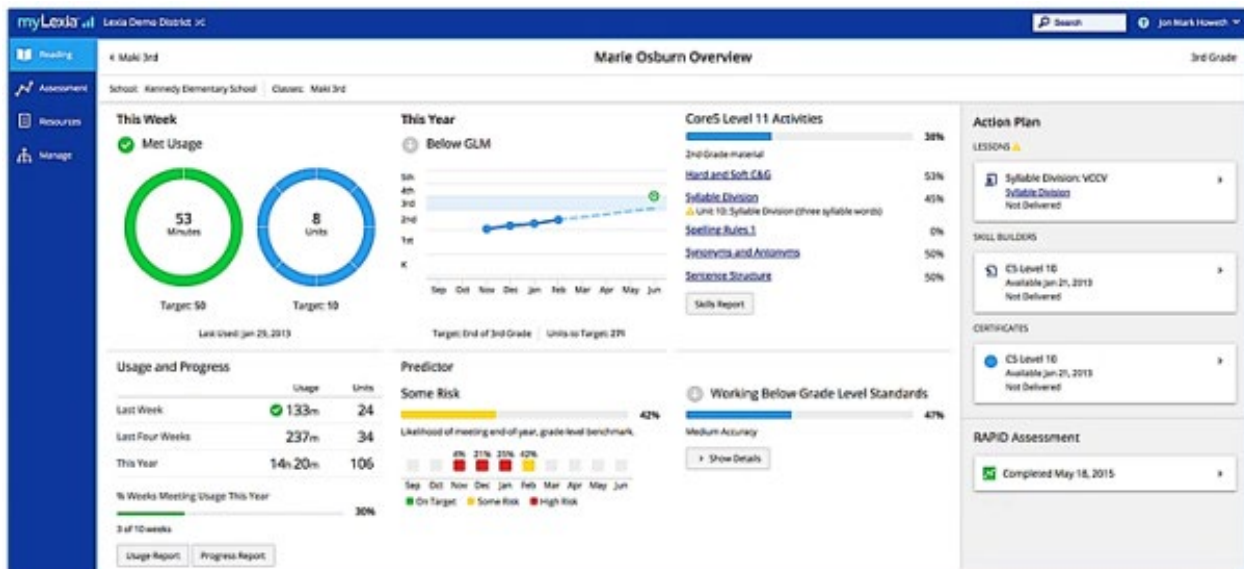 myLexia Lexia Demo District
Search
Jon Mark Howeth
Reading
Assessment
Resources
Manage
Maki 3rd
Marie Osburn Overview
3rd Grade
School: Kennedy Elementary School Classes: Maki 3rd
This Week
Met Usage
53
Minutes
8
Units
Target: 50
Target: 10
Last Used: Jan 29, 2013
This Year
Below GLM
5th
4th
3rd
2nd
1st
K
Sep Oct Nov Dec Jan Feb Mar Apr May Jun
Target: End of 3rd Grade Units to Target: 271
Core5 Level 11 Activities
38%
2nd Grade material
Hard and Soft C&G 53%
Syllable Division 45%
Unit 10: Syllable Division (three syllable words)
Spelling Rules 1 0%
Synonyms and Antonyms 50%
Sentence Structure 50%
Skills Report
Usage and Progress
Usage Units
Last Week 133m 24
Last Four Weeks 237m 34
This Year 14h 20m 106
% Weeks Meeting Usage This Year
30%
3 of 10 weeks
Usage Report Progress Report
Predictor
Some Risk
42%
Likelihood of meeting end of year, grade-level benchmark.
21% 42%
Sep Oct Nov Dec Jan Feb Mar Apr May Jun
On Target Some Risk High Risk
Working Below Grade Level Standards
47%
Medium Accuracy
Show Details
Action Plan
LESSONS
Syllable Division: VCCV
Syllable Division
Not Delivered
SKILL BUILDERS
C5 Level 10
Available Jan 21, 2013
Not Delivered
CERTIFICATES
C5 Level 10
Available Jan 21, 2013
Not Delivered
RAPID Assessment
Completed May 18, 2015